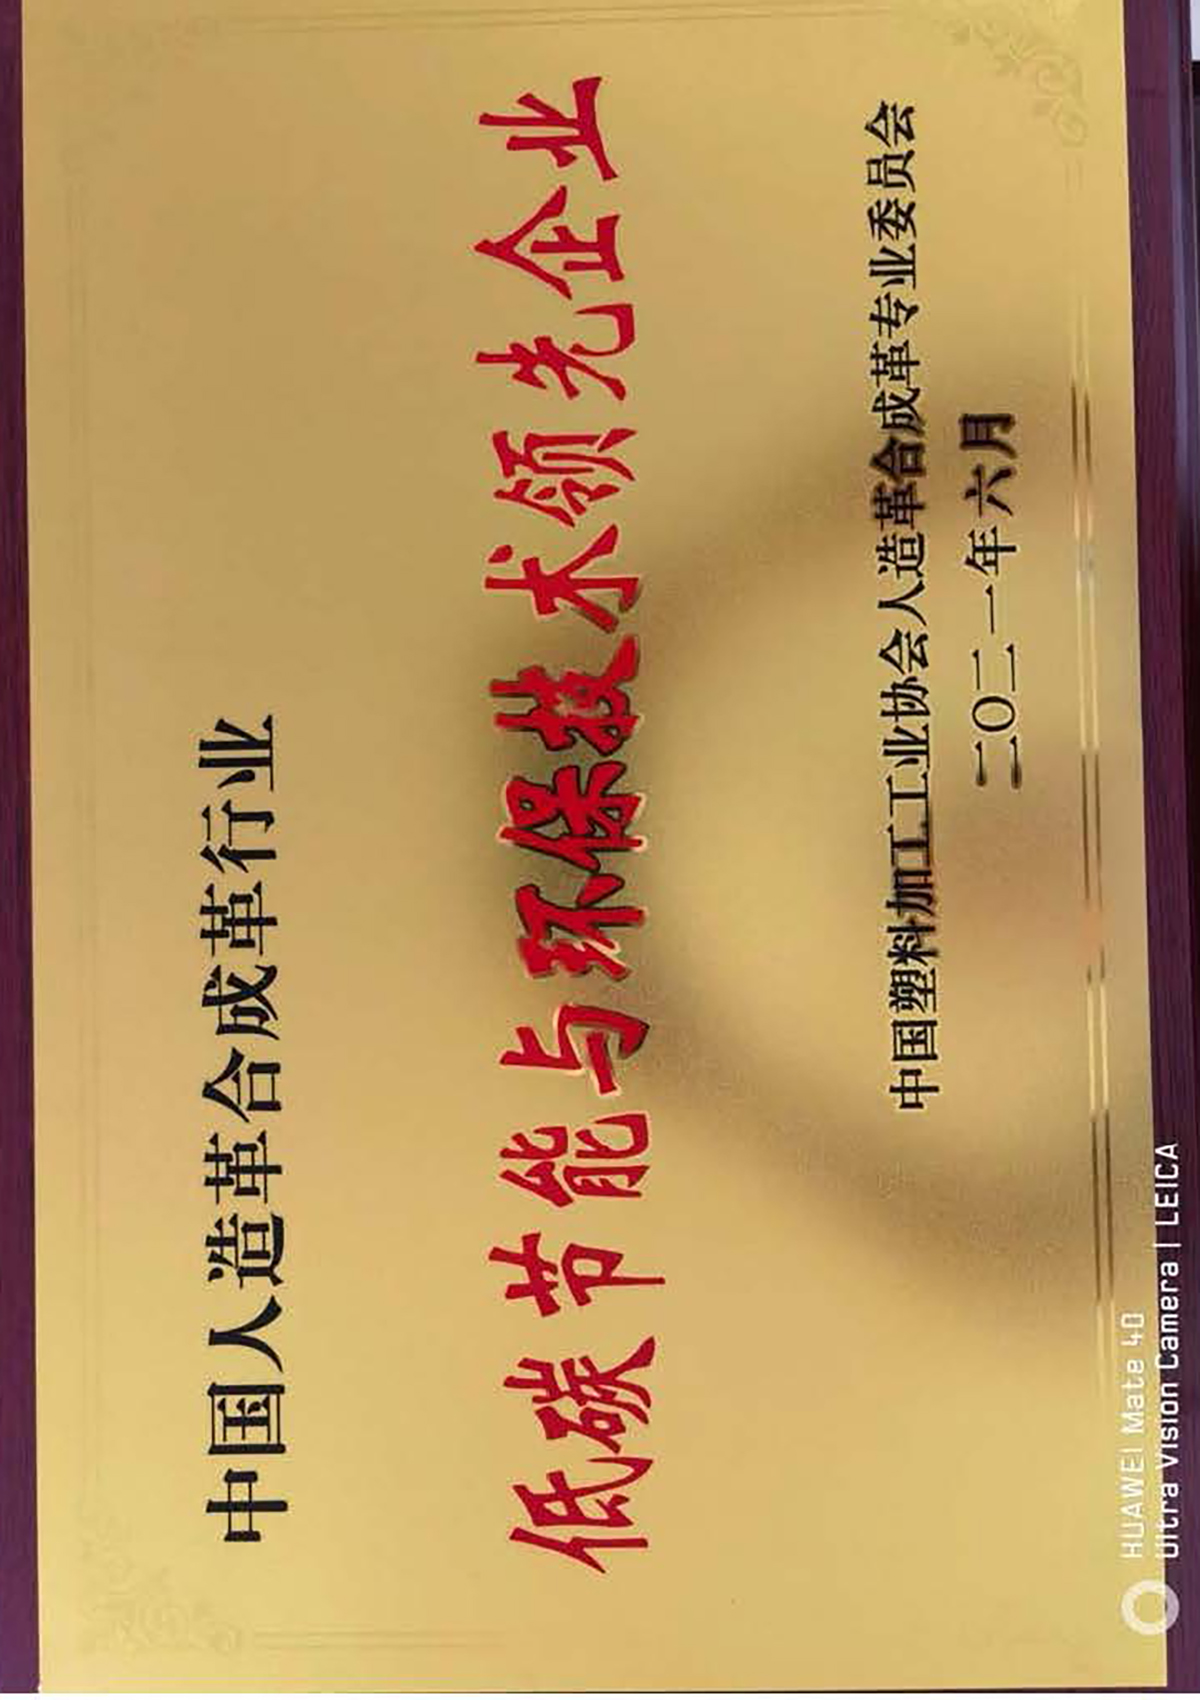 中国人造革合成革行业
低碳节能与环保技术领先企业
中国塑料加工工业协会人造革合成革专业委员会
二〇二一年六月
HUAWEI Mate 40
Ultra Vision Camera | LEICA